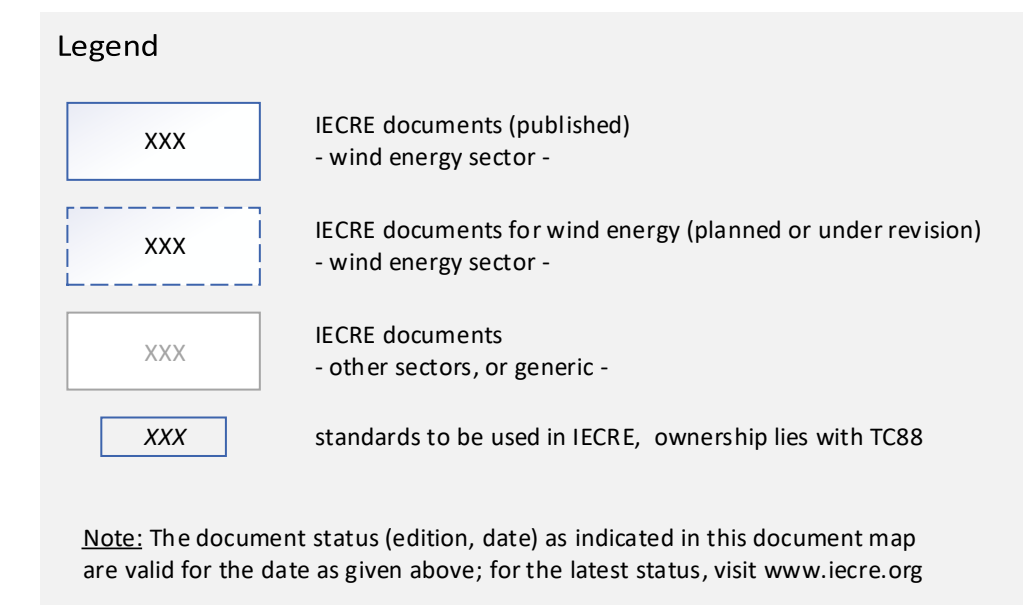 Legend
XXX
IECRE documents (published)
- wind energy sector -
XXX
IECRE documents for wind energy (planned or under revision)
- wind energy sector -
XXX
IECRE documents
- other sectors, or generic -
XXX
standards to be used in IECRE, ownership lies with TC88
Note: The document status (edition, date) as indicated in this document map
are valid for the date as given above; for the latest status, visit www.iecre.org